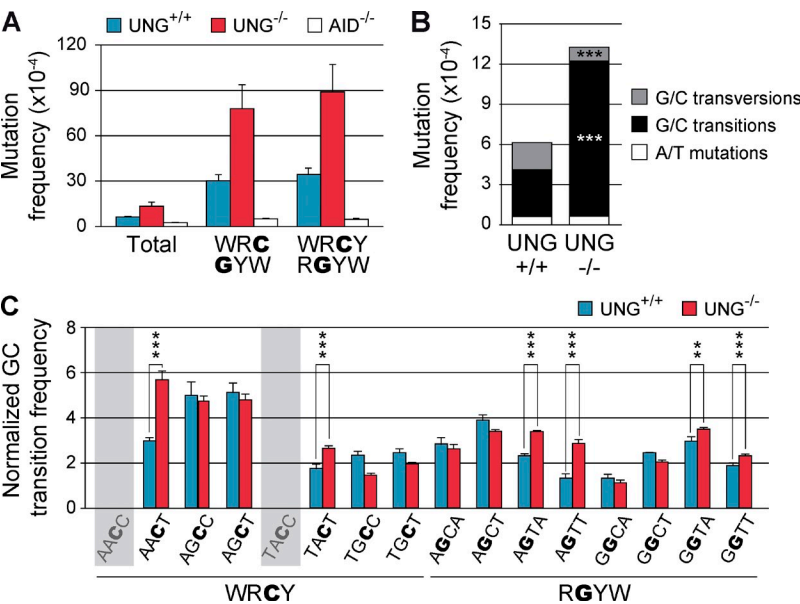 A
UNG+/+ UNG-/- AID-/-
Mutation
frequency (x10-4)
120
90
60
30
0
Total
WRC
GYW
WRCY
RGYW
B
Mutation
frequency (x10-4)
15
12
9
6
3
0
***
***
G/C transversions
G/C transitions
A/T mutations
UNG
+/+
UNG
-/-
C
UNG+/+ UNG-/-
Normalized GC
transition frequency
8
6
4
2
0
*** *** *** *** ** ***
AACC AACT AGCC AGCT TACC TACT TGCC TGCT AGCA AGCT AGTA AGTT GGCA GGCT GGTA GGTT
WRCY RGYW